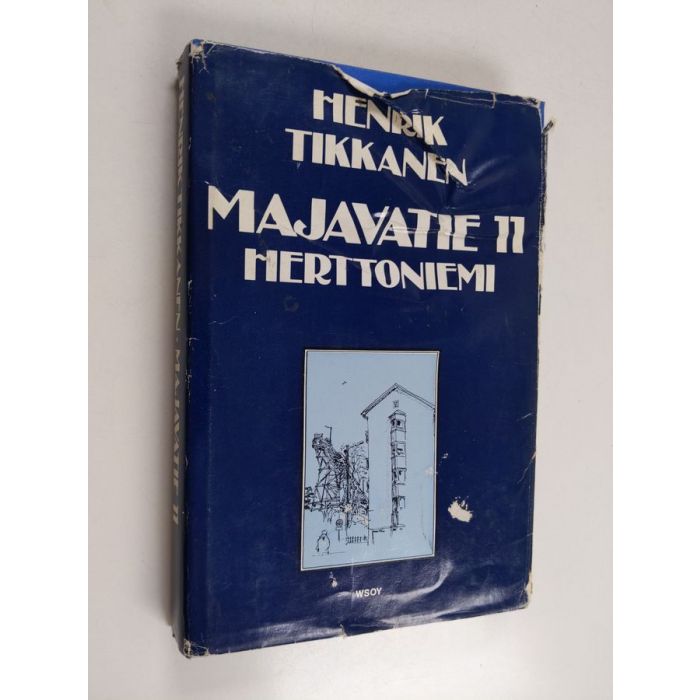 HENRIK
TIKKANEN
MAJAVATIE 11
HERTTONIEMI
WSOY
HENRIK TIKKANEN · MAJAVATIE 11